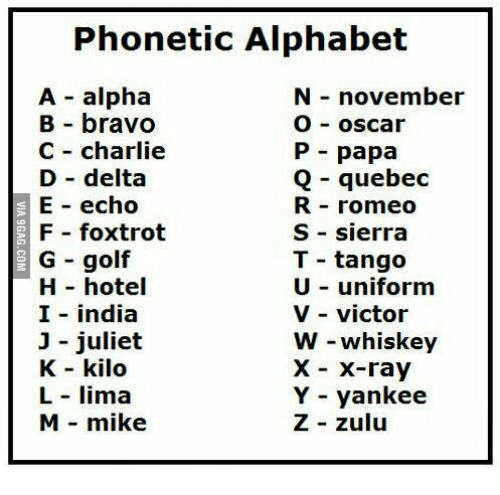 Phonetic Alphabet
A - alpha
B - bravo
C - charlie
D - delta
E - echo
F - foxtrot
G - golf
H - hotel
I - india
J - juliet
K - kilo
L - lima
M - mike
N - november
O - oscar
P - papa
Q - quebec
R - romeo
S - sierra
T - tango
U - uniform
V - victor
W - whiskey
X - x-ray
Y - yankee
Z - zulu
VIA 9GAG.COM